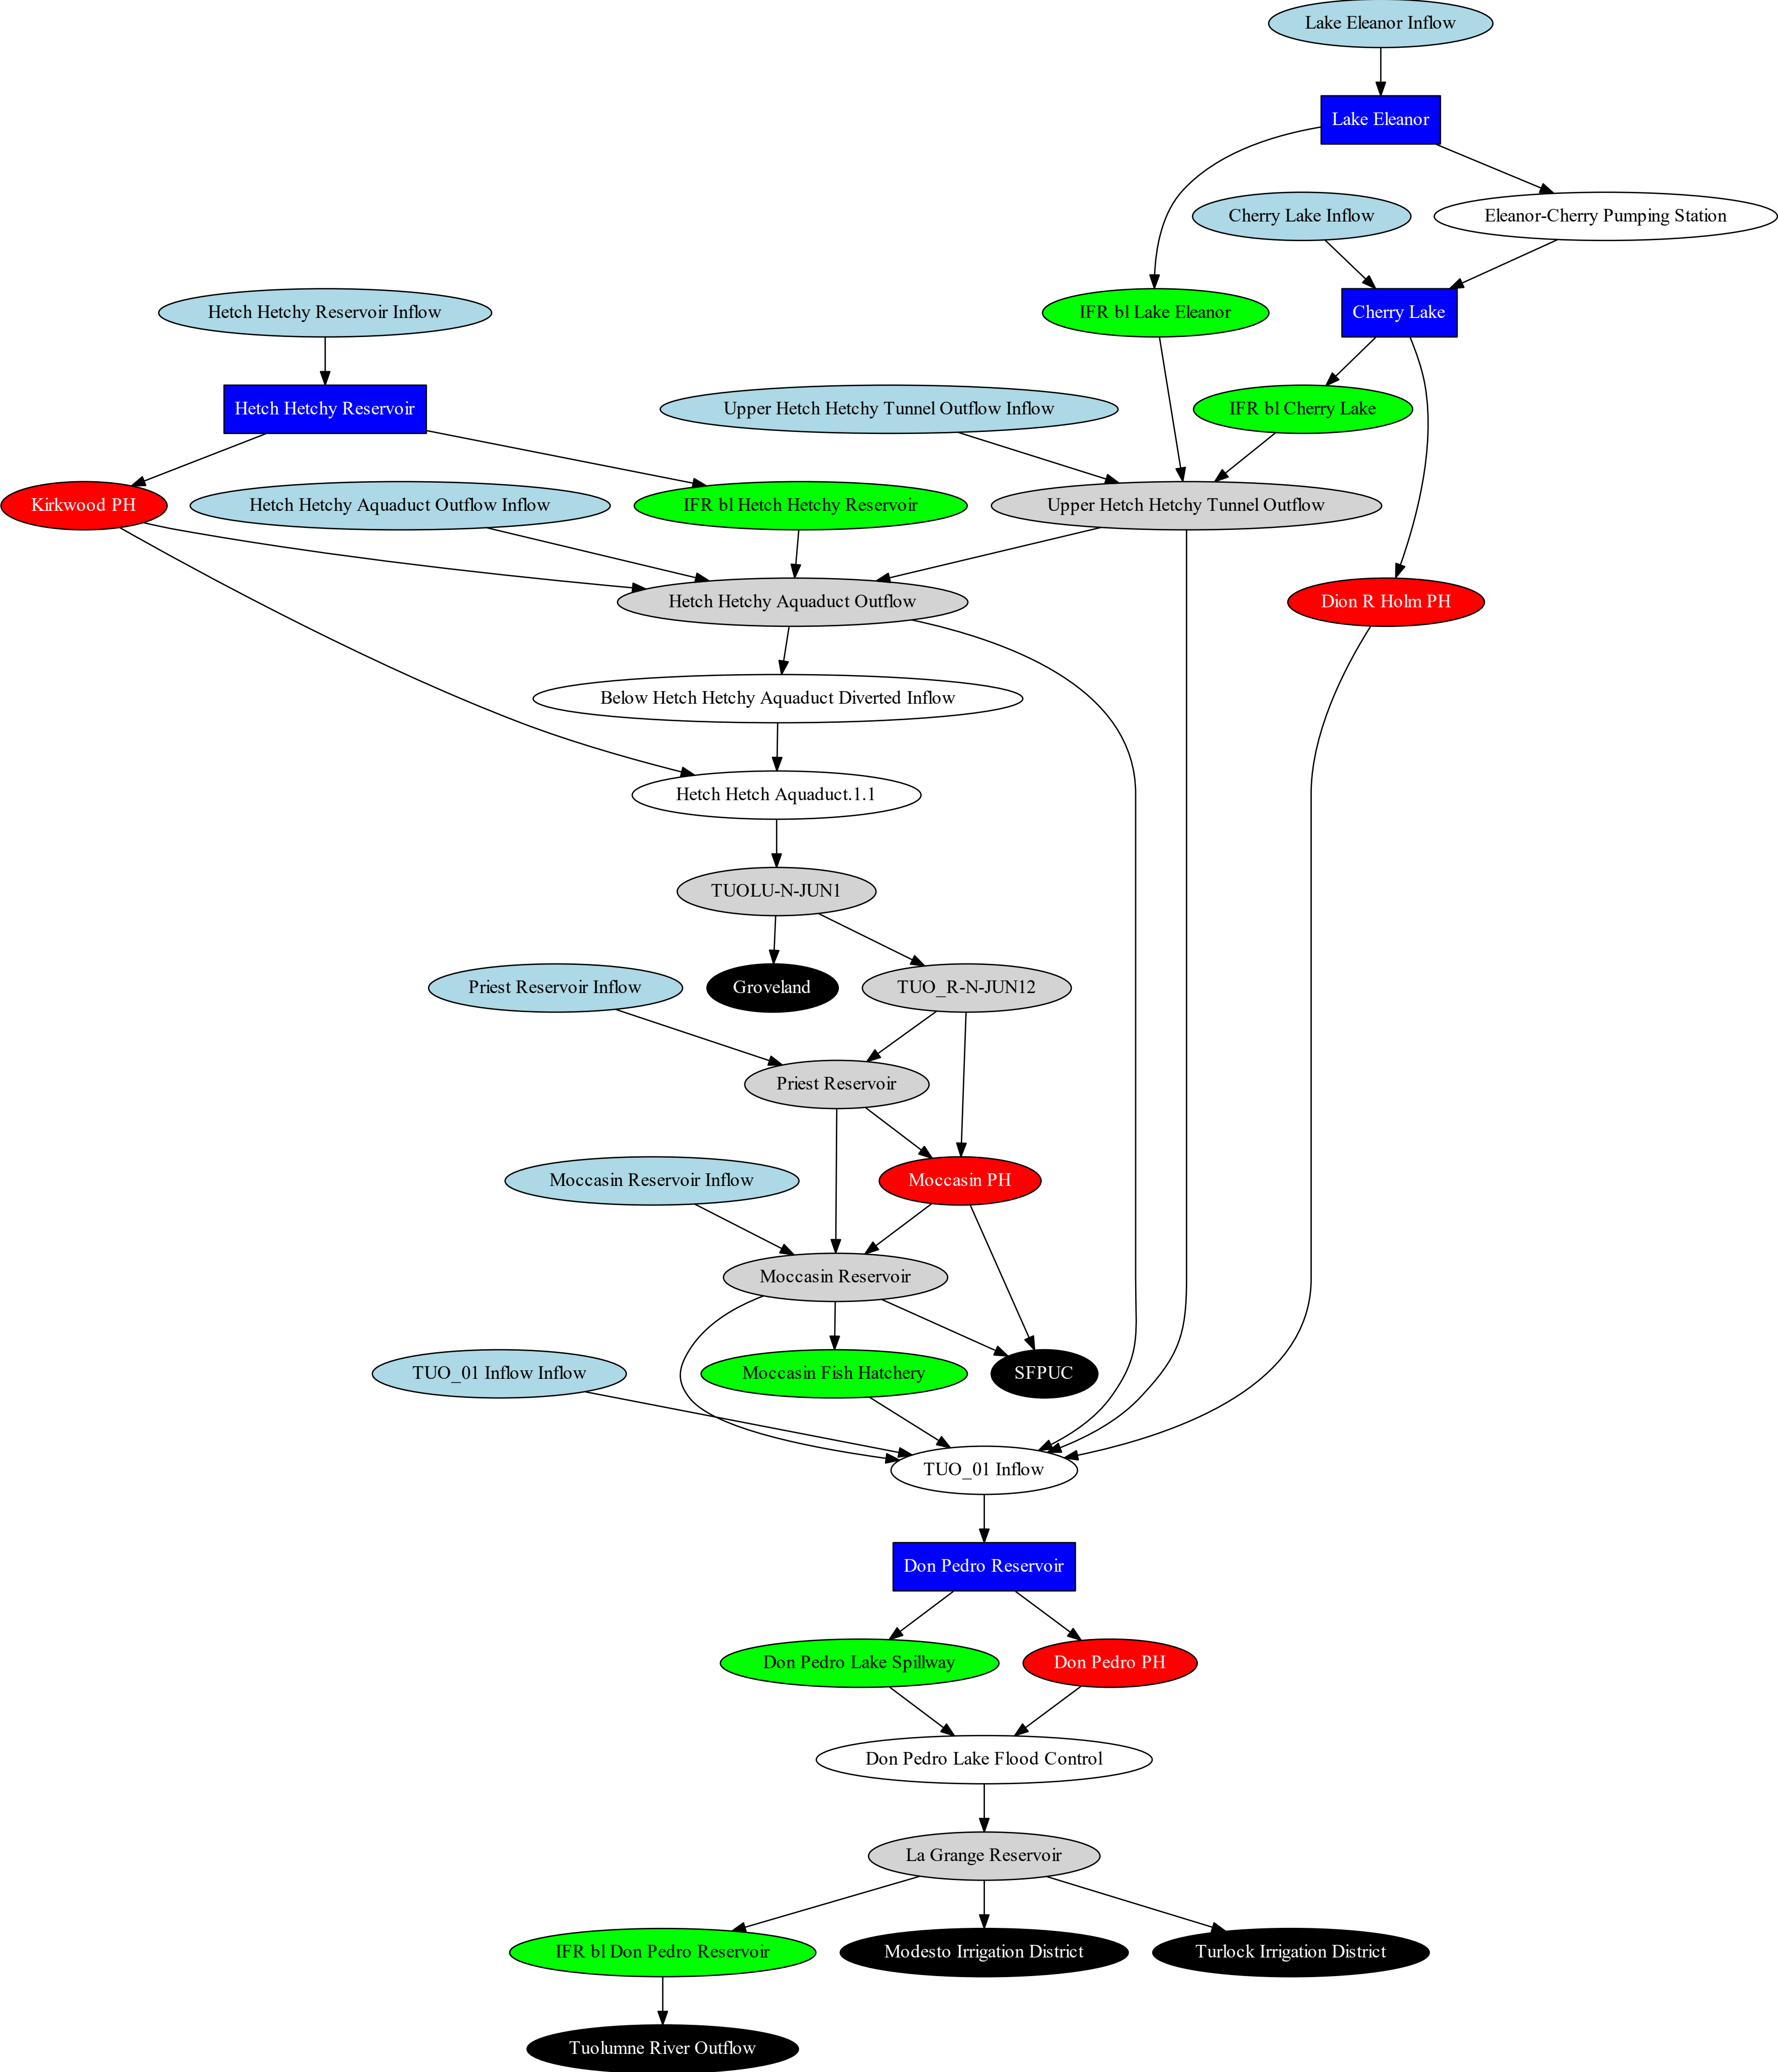 Lake Eleanor Inflow
Lake Eleanor
Cherry Lake Inflow
Eleanor-Cherry Pumping Station
Hetch Hetchy Reservoir Inflow
IFR bl Lake Eleanor
Cherry Lake
Hetch Hetchy Reservoir
Upper Hetch Hetchy Tunnel Outflow Inflow
IFR bl Cherry Lake
Kirkwood PH
Hetch Hetchy Aquaduct Outflow Inflow
IFR bl Hetch Hetchy Reservoir
Upper Hetch Hetchy Tunnel Outflow
Hetch Hetchy Aquaduct Outflow
Dion R Holm PH
Below Hetch Hetchy Aquaduct Diverted Inflow
Hetch Hetch Aquaduct.1.1
TUOLU-N-JUN1
Priest Reservoir Inflow
Groveland
TUO_R-N-JUN12
Priest Reservoir
Moccasin Reservoir Inflow
Moccasin PH
Moccasin Reservoir
TUO_01 Inflow Inflow
Moccasin Fish Hatchery
SFPUC
TUO_01 Inflow
Don Pedro Reservoir
Don Pedro Lake Spillway
Don Pedro PH
Don Pedro Lake Flood Control
La Grange Reservoir
IFR bl Don Pedro Reservoir
Modesto Irrigation District
Turlock Irrigation District
Tuolumne River Outflow